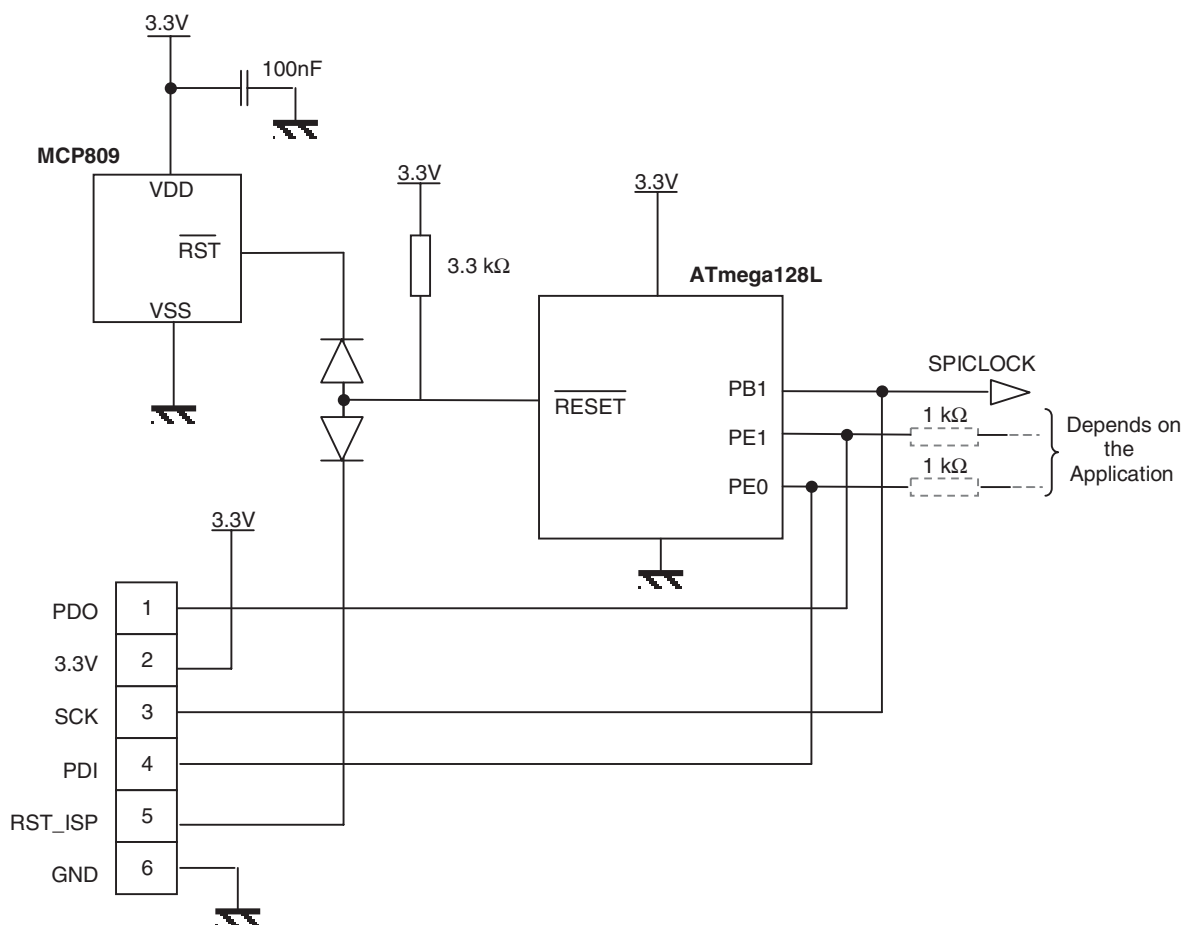 3.3V
100nF
MCP809
VDD
RST
VSS
3.3V
3.3 kΩ
3.3V
ATmega128L
RESET
PB1
PE1
PE0
SPICLOCK
1 kΩ
1 kΩ
Depends on
the
Application
3.3V
PDO 1
3.3V 2
SCK 3
PDI 4
RST_ISP 5
GND 6